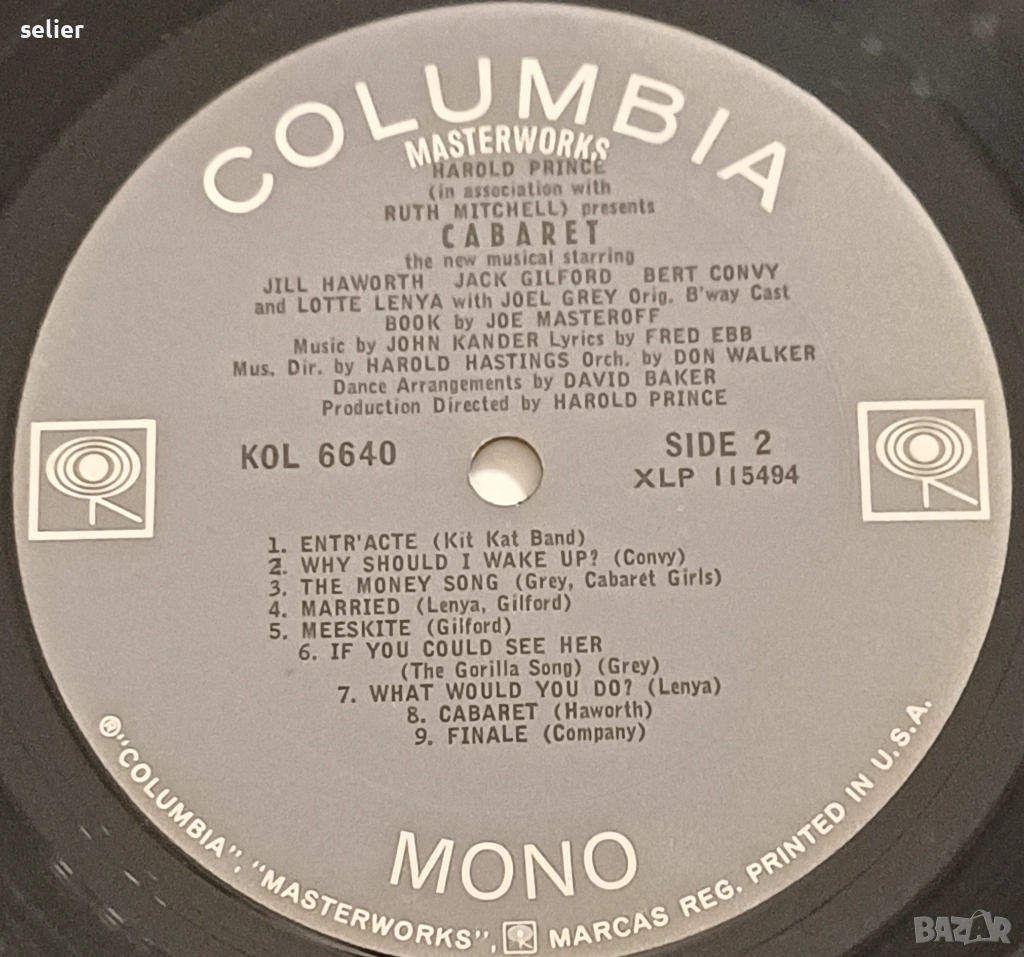 selier
COLUMBIA
MASTERWORKS
HAROLD PRINCE
(in association with
RUTH MITCHELL) presents
CABARET
the new musical starring
JILL HAWORTH JACK GILFORD BERT CONVY
and LOTTE LENYA with JOEL GREY Orig. B'way Cast
BOOK by JOE MASTEROFF
Music by JOHN KANDER Lyrics by FRED EBB
Mus. Dir. by HAROLD HASTINGS Orch. by DON WALKER
Dance Arrangements by DAVID BAKER
Production Directed by HAROLD PRINCE
KOL 6640
SIDE 2
XLP 115494
1. ENTR'ACTE (Kit Kat Band)
2. WHY SHOULD I WAKE UP? (Convy)
3. THE MONEY SONG (Grey, Cabaret Girls)
4. MARRIED (Lenya, Gilford)
5. MEESKITE (Gilford)
6. IF YOU COULD SEE HER
(The Gorilla Song) (Grey)
7. WHAT WOULD YOU DO? (Lenya)
8. CABARET (Haworth)
9. FINALE (Company)
MONO
®"COLUMBIA", "MASTERWORKS", MARCAS REG. PRINTED IN U.S.A.
BAZAR